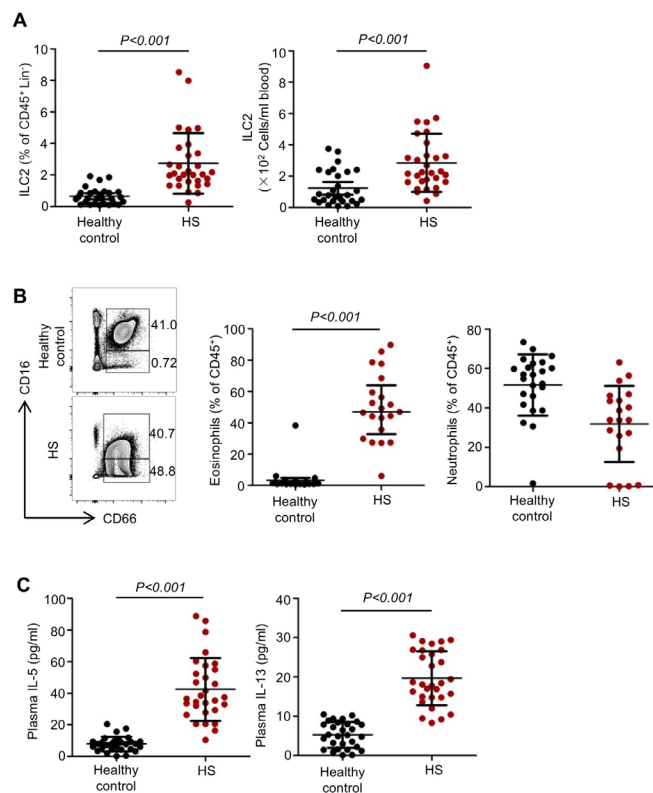 A
P<0.001
ILC2 (% of CD45⁺ Lin⁻)
10
8
6
4
2
0
Healthy
control
HS
P<0.001
ILC2
(×10² Cells/ml blood)
10
8
6
4
2
0
Healthy
control
HS
B
Healthy
control
41.0
0.72
CD16
HS
40.7
48.8
CD66
P<0.001
Eosinophils (% of CD45⁺)
100
80
60
40
20
0
Healthy
control
HS
Neutrophils (% of CD45⁺)
80
60
40
20
0
Healthy
control
HS
C
P<0.001
Plasma IL-5 (pg/ml)
100
80
60
40
20
0
Healthy
control
HS
P<0.001
Plasma IL-13 (pg/ml)
40
30
20
10
0
Healthy
control
HS